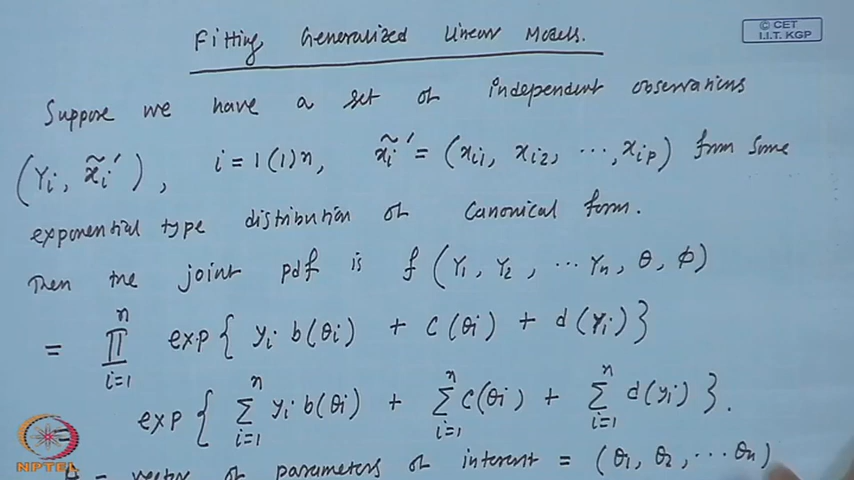 © CET
I.I.T. KGP
Fitting Generalized Linear Models.
Suppose we have a set of independent observations
(Yi, x̃i′), i = 1(1)n, x̃i′ = (xi1, xi2, ..., xip) from some
exponential type distribution of Canonical form.
Then the joint pdf is f(Y1, Y2, ... Yn, θ, φ)
= ∏_{i=1}^{n} exp{ yi b(θi) + c(θi) + d(yi) }
= exp{ ∑_{i=1}^{n} yi b(θi) + ∑_{i=1}^{n} c(θi) + ∑_{i=1}^{n} d(yi) }.
θ = vector of parameters of interest = (θ1, θ2, ... θn)
NPTEL